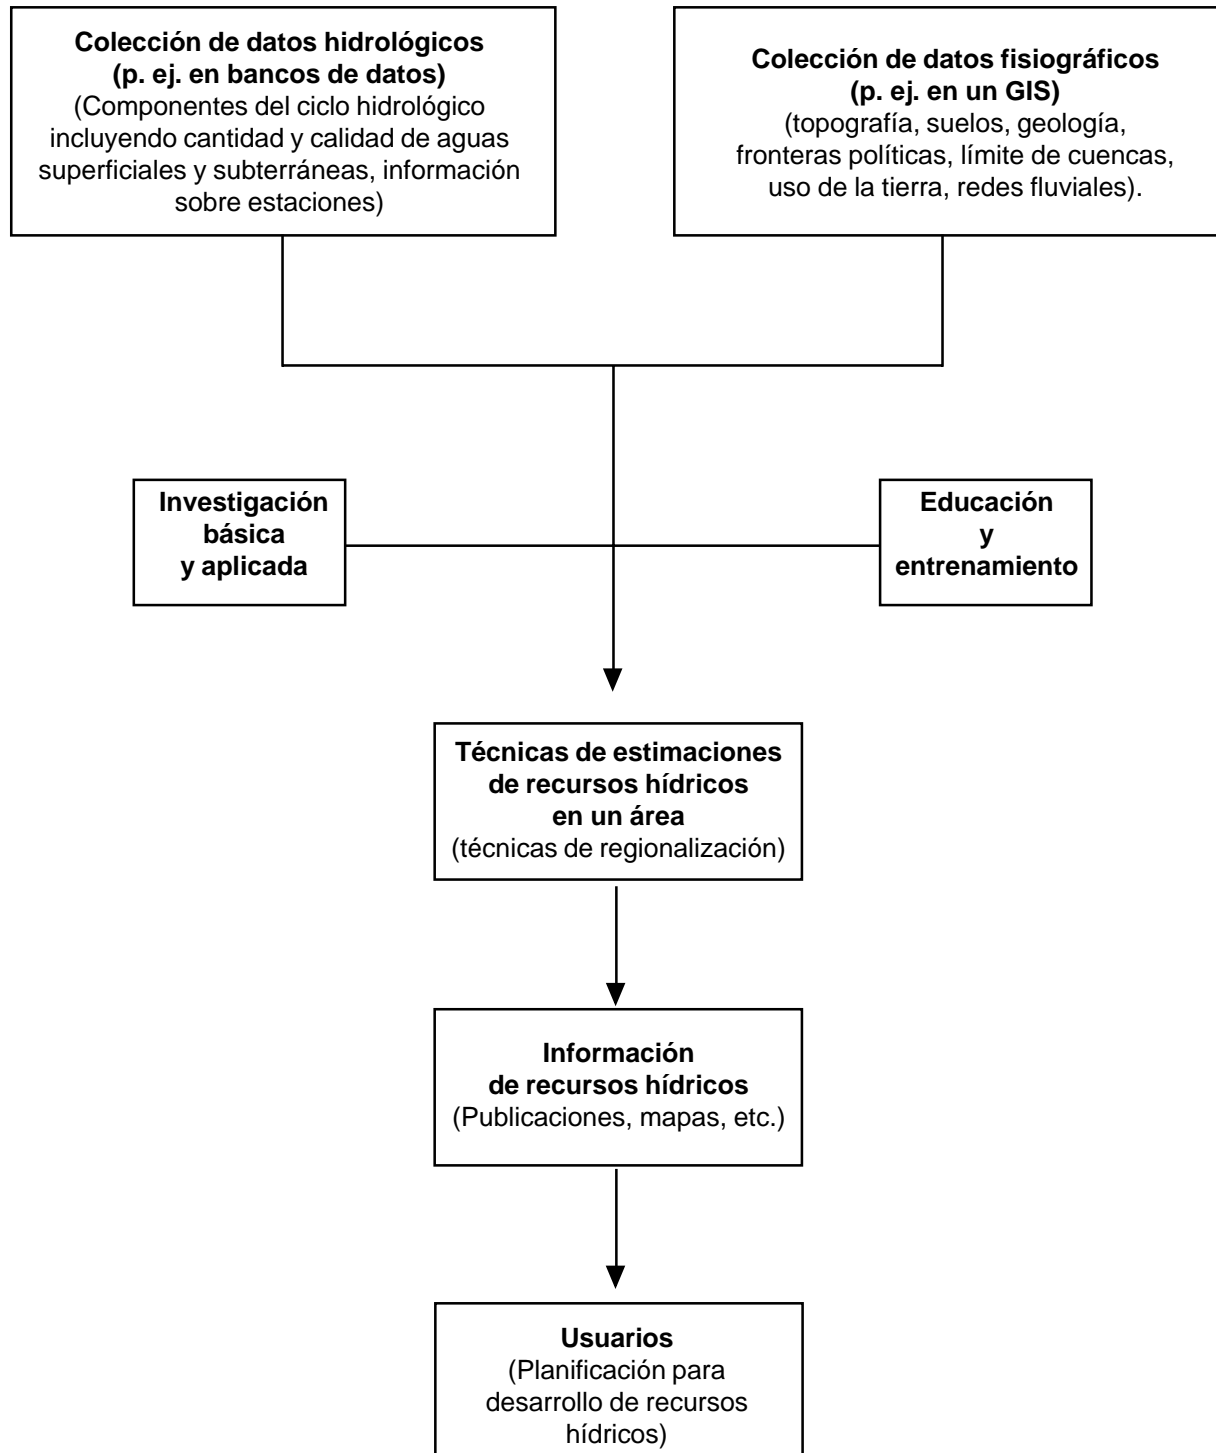 Colección de datos hidrológicos
(p. ej. en bancos de datos)
(Componentes del ciclo hidrológico
incluyendo cantidad y calidad de aguas
superficiales y subterráneas, información
sobre estaciones)
Colección de datos fisiográficos
(p. ej. en un GIS)
(topografía, suelos, geología,
fronteras políticas, límite de cuencas,
uso de la tierra, redes fluviales).
Investigación
básica
y aplicada
Educación
y
entrenamiento
Técnicas de estimaciones
de recursos hídricos
en un área
(técnicas de regionalización)
Información
de recursos hídricos
(Publicaciones, mapas, etc.)
Usuarios
(Planificación para
desarrollo de recursos
hídricos)